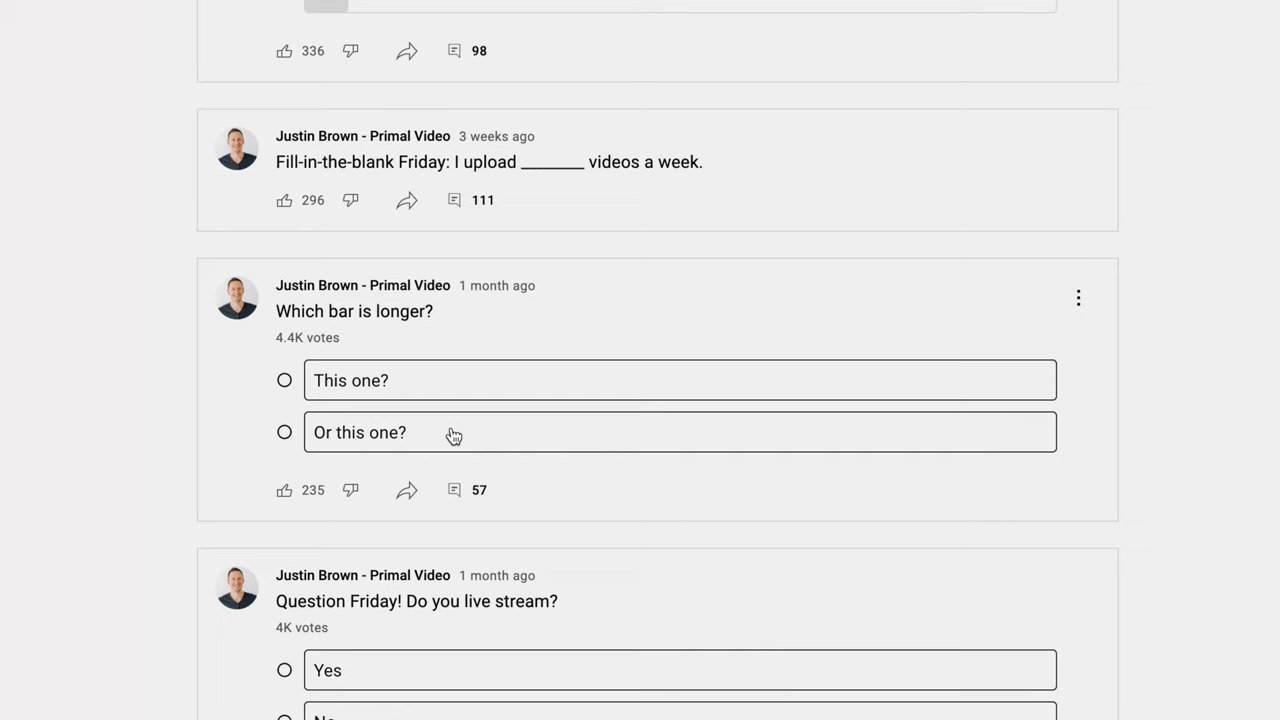 336
98
Justin Brown - Primal Video 3 weeks ago
Fill-in-the-blank Friday: I upload _______ videos a week.
296
111
Justin Brown - Primal Video 1 month ago
Which bar is longer?
4.4K votes
This one?
Or this one?
235
57
Justin Brown - Primal Video 1 month ago
Question Friday! Do you live stream?
4K votes
Yes